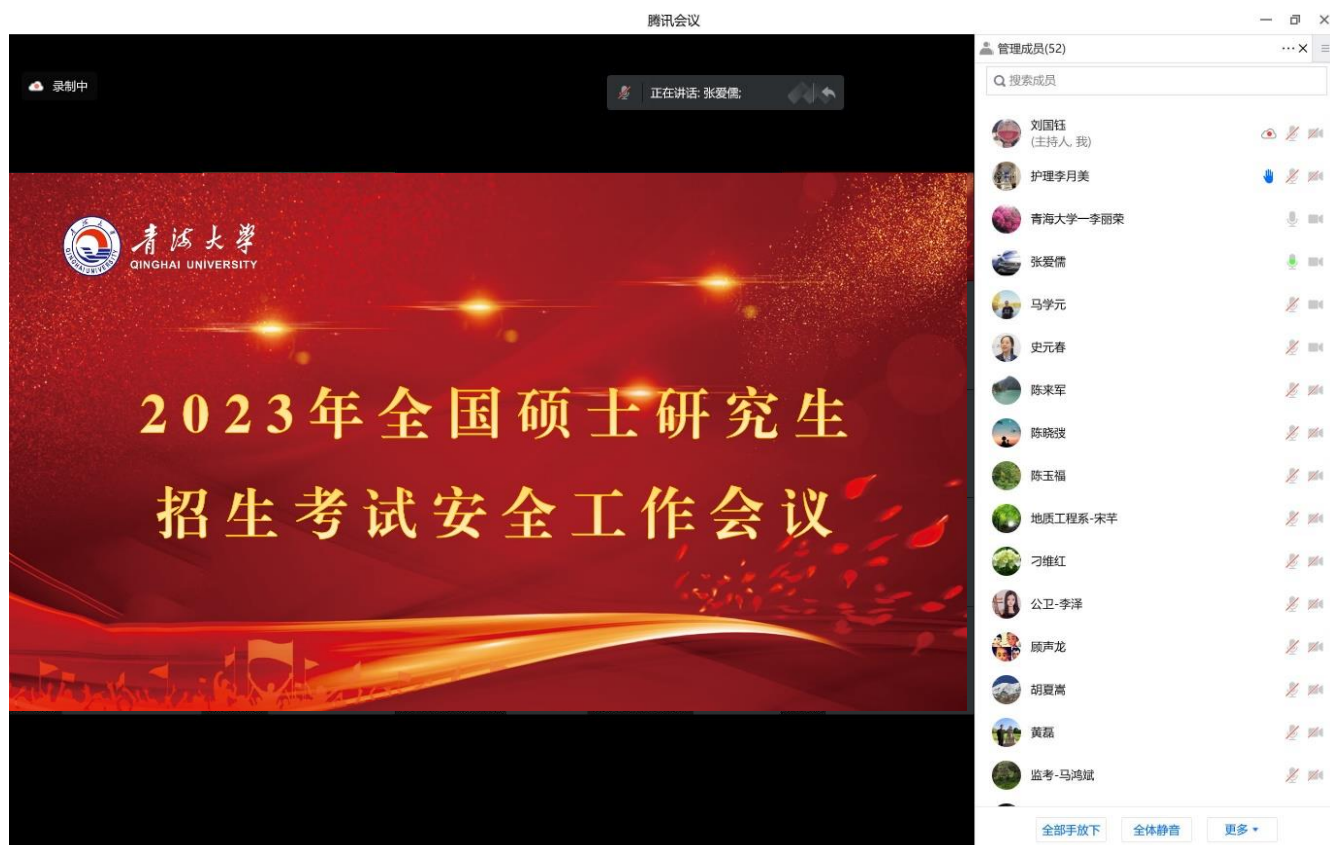 腾讯会议
录制中
正在讲话: 张爱儒;
青海大学
QINGHAI UNIVERSITY
2023年全国硕士研究生
招生考试安全工作会议
管理成员(52)
搜索成员
刘国钰
(主持人, 我)
护理李月美
青海大学一李丽荣
张爱儒
马学元
史元春
陈来军
陈晓弢
陈玉福
地质工程系-宋芊
刁维红
公卫-李泽
顾声龙
胡夏嵩
黄磊
监考-马鸿斌
全部手放下
全体静音
更多